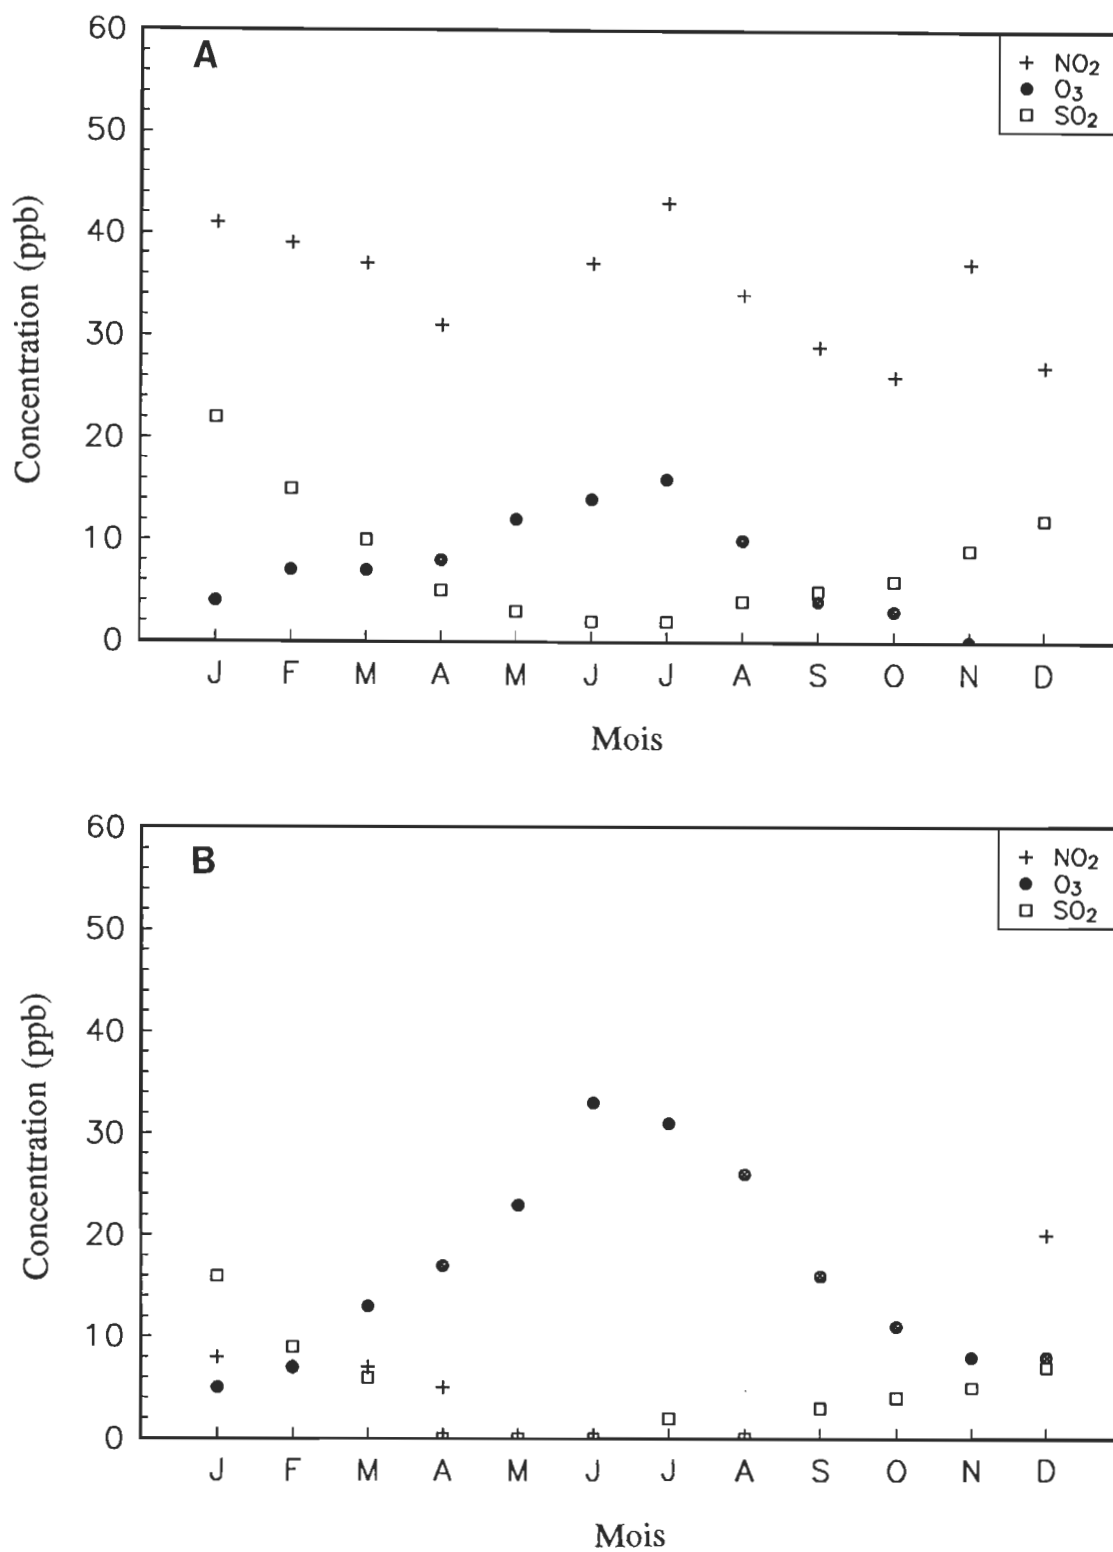 A
NO2
O3
SO2
60
50
40
30
20
10
0
Concentration (ppb)
J F M A M J J A S O N D
Mois
B
NO2
O3
SO2
60
50
40
30
20
10
0
Concentration (ppb)
J F M A M J J A S O N D
Mois